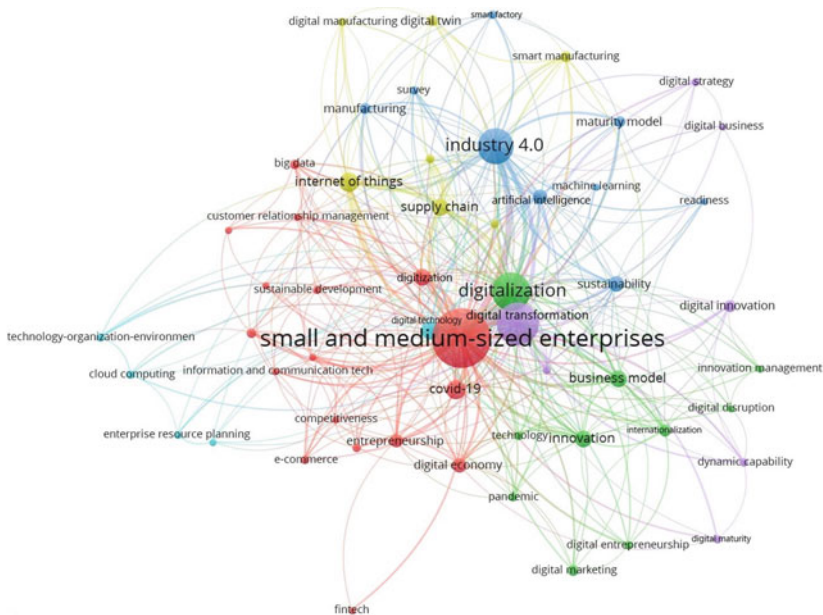 smart factory
digital manufacturing
digital twin
smart manufacturing
digital strategy
survey
manufacturing
maturity model
digital business
industry 4.0
big data
internet of things
machine learning
artificial intelligence
readiness
supply chain
customer relationship management
digitization
sustainability
sustainable development
digitalization
digital innovation
digital technology
digital transformation
technology-organization-environmen
small and medium-sized enterprises
cloud computing
information and communication tech
innovation management
business model
covid-19
digital disruption
competitiveness
internationalization
enterprise resource planning
entrepreneurship
technology
innovation
e-commerce
digital economy
dynamic capability
pandemic
digital maturity
digital entrepreneurship
digital marketing
fintech